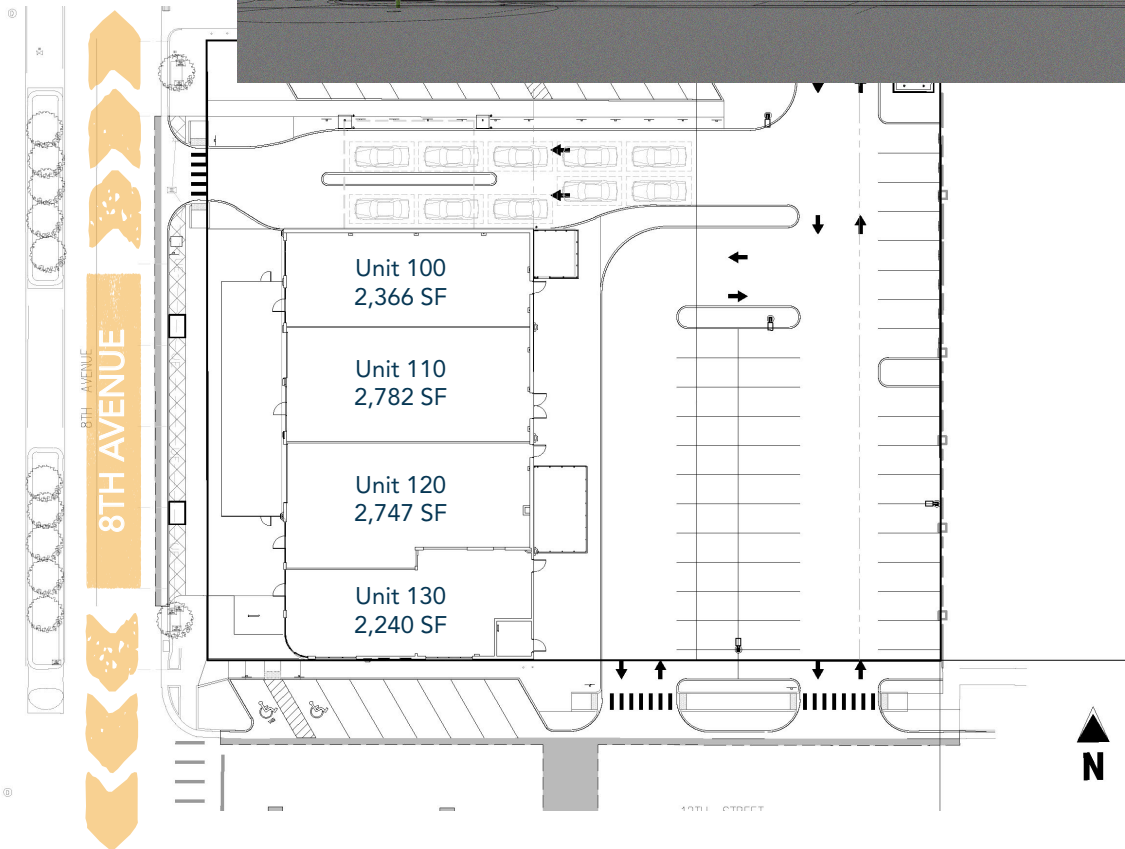 8TH AVENUE
8TH AVENUE
Unit 100
2,366 SF
Unit 110
2,782 SF
Unit 120
2,747 SF
Unit 130
2,240 SF
N